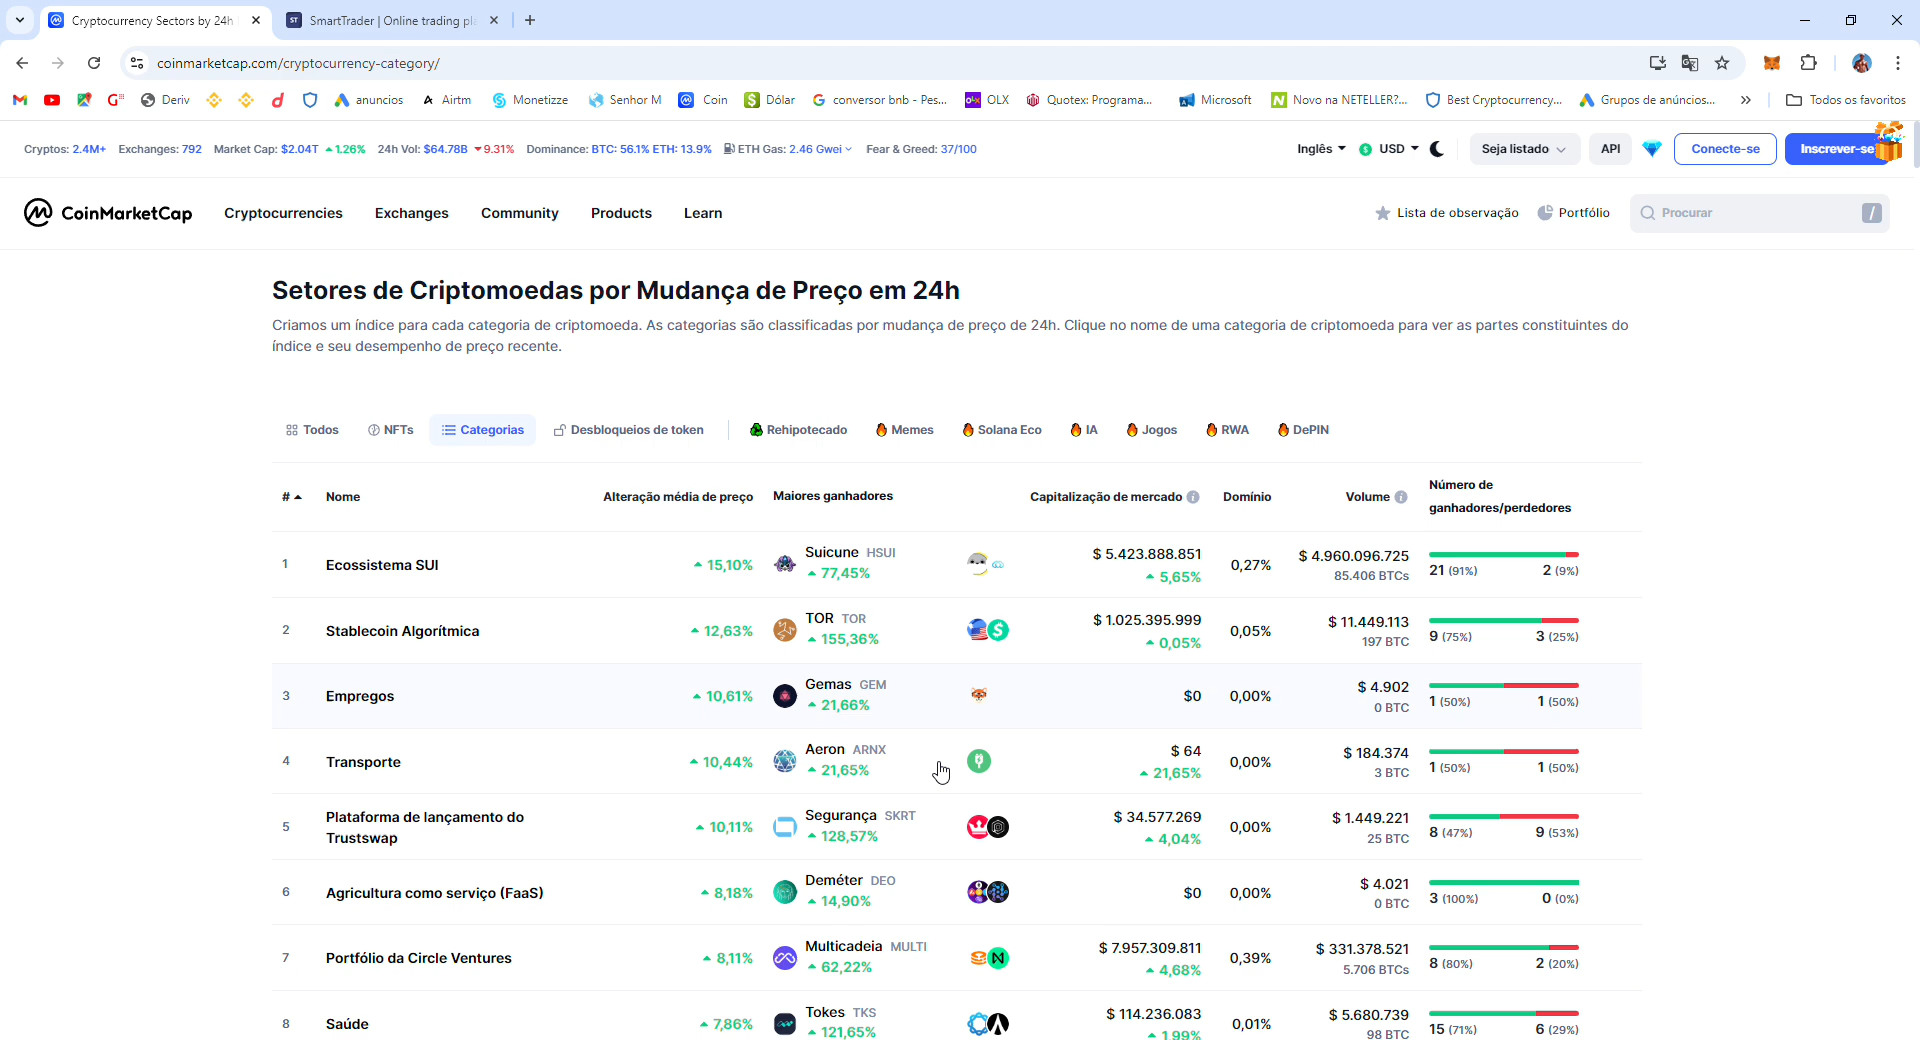 Cryptocurrency Sectors by 24h
SmartTrader | Online trading pl
coinmarketcap.com/cryptocurrency-category/
Deriv
anuncios
Airtm
Monetizze
Senhor M
Coin
Dólar
conversor bnb - Pes...
OLX
Quotex: Programa...
Microsoft
Novo na NETELLER?...
Best Cryptocurrency...
Grupos de anúncios...
Todos os favoritos
Cryptos: 2.4M+ Exchanges: 792 Market Cap: $2.04T 1.26% 24h Vol: $64.78B 9.31% Dominance: BTC: 56.1% ETH: 13.9% ETH Gas: 2.46 Gwei Fear & Greed: 37/100
Inglês USD Seja listado API Conecte-se Inscrever-se
CoinMarketCap Cryptocurrencies Exchanges Community Products Learn
Lista de observação Portfólio Procurar /
Setores de Criptomoedas por Mudança de Preço em 24h
Criamos um índice para cada categoria de criptomoeda. As categorias são classificadas por mudança de preço de 24h. Clique no nome de uma categoria de criptomoeda para ver as partes constituintes do
índice e seu desempenho de preço recente.
Todos NFTs Categorias Desbloqueios de token Rehipotecado Memes Solana Eco IA Jogos RWA DePIN
# Nome Alteração média de preço Maiores ganhadores Capitalização de mercado Domínio Volume Número de
ganhadores/perdedores
1 Ecossistema SUI 15,10% Suicune HSUI 77,45% $ 5.423.888.851 5,65% 0,27% $ 4.960.096.725 85.406 BTCs 21 (91%) 2 (9%)
2 Stablecoin Algorítmica 12,63% TOR TOR 155,36% $ 1.025.395.999 0,05% 0,05% $ 11.449.113 197 BTC 9 (75%) 3 (25%)
3 Empregos 10,61% Gemas GEM 21,66% $0 0,00% $ 4.902 0 BTC 1 (50%) 1 (50%)
4 Transporte 10,44% Aeron ARNX 21,65% $ 64 21,65% 0,00% $ 184.374 3 BTC 1 (50%) 1 (50%)
5 Plataforma de lançamento do
Trustswap 10,11% Segurança SKRT 128,57% $ 34.577.269 4,04% 0,00% $ 1.449.221 25 BTC 8 (47%) 9 (53%)
6 Agricultura como serviço (FaaS) 8,18% Deméter DEO 14,90% $0 0,00% $ 4.021 0 BTC 3 (100%) 0 (0%)
7 Portfólio da Circle Ventures 8,11% Multicadeia MULTI 62,22% $ 7.957.309.811 4,68% 0,39% $ 331.378.521 5.706 BTCs 8 (80%) 2 (20%)
8 Saúde 7,86% Tokes TKS 121,65% $ 114.236.083 1,99% 0,01% $ 5.680.739 98 BTC 15 (71%) 6 (29%)